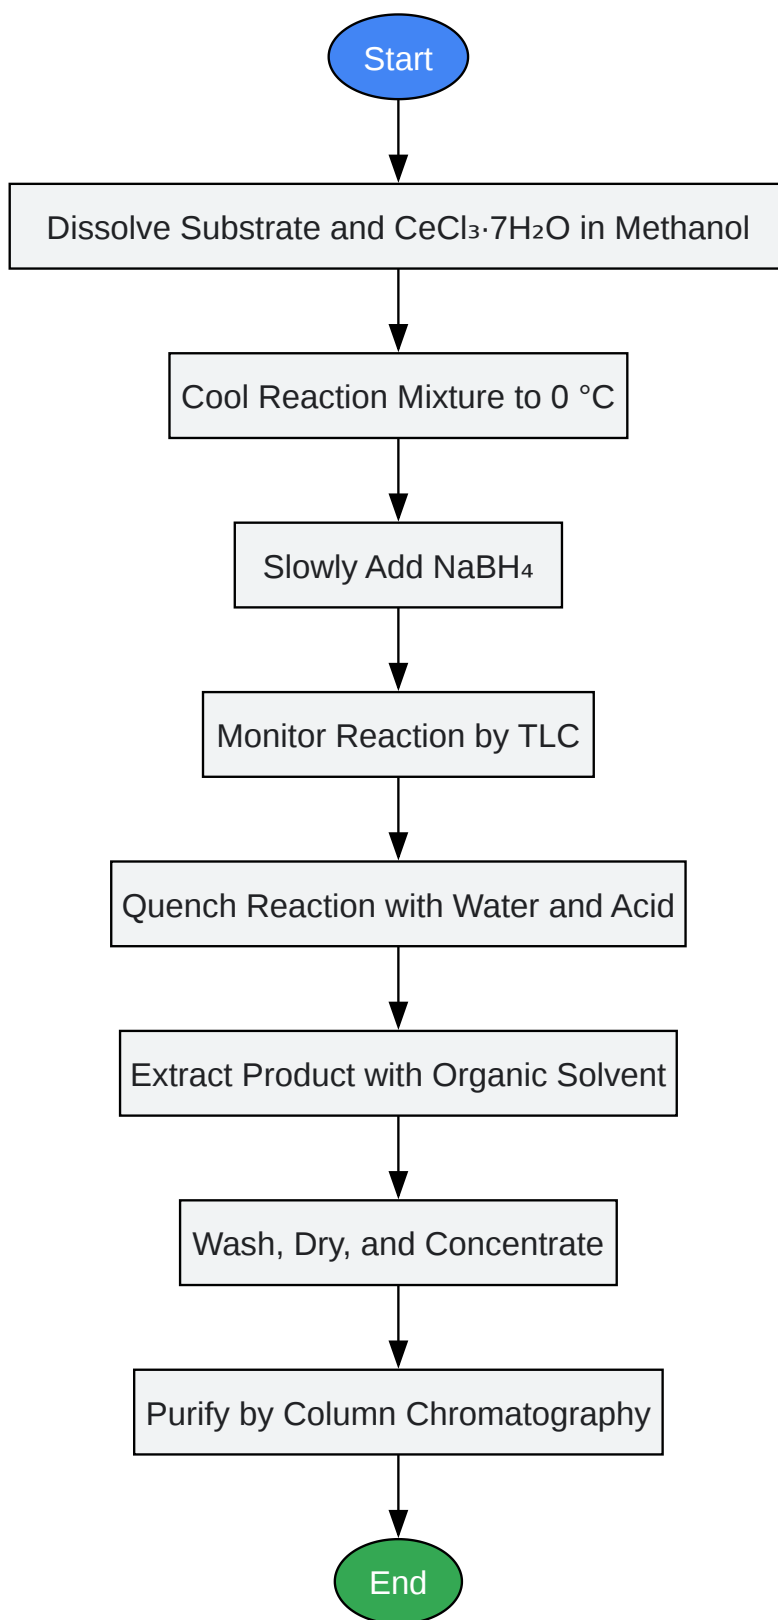 Start
Dissolve Substrate and CeCl₃·7H₂O in Methanol
Cool Reaction Mixture to 0 °C
Slowly Add NaBH₄
Monitor Reaction by TLC
Quench Reaction with Water and Acid
Extract Product with Organic Solvent
Wash, Dry, and Concentrate
Purify by Column Chromatography
End